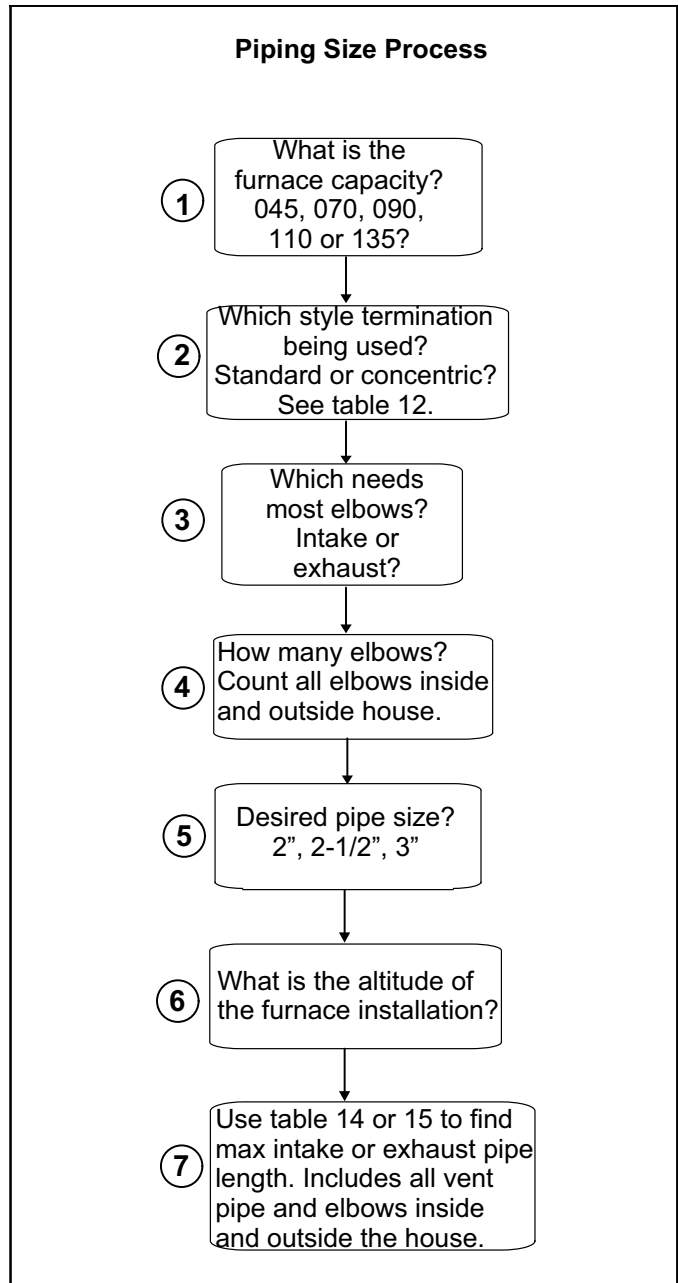 Piping Size Process
1
What is the
furnace capacity?
045, 070, 090,
110 or 135?
2
Which style termination
being used?
Standard or concentric?
See table 12.
3
Which needs
most elbows?
Intake or
exhaust?
4
How many elbows?
Count all elbows inside
and outside house.
5
Desired pipe size?
2”, 2-1/2”, 3”
6
What is the altitude of
the furnace installation?
7
Use table 14 or 15 to find
max intake or exhaust pipe
length. Includes all vent
pipe and elbows inside
and outside the house.